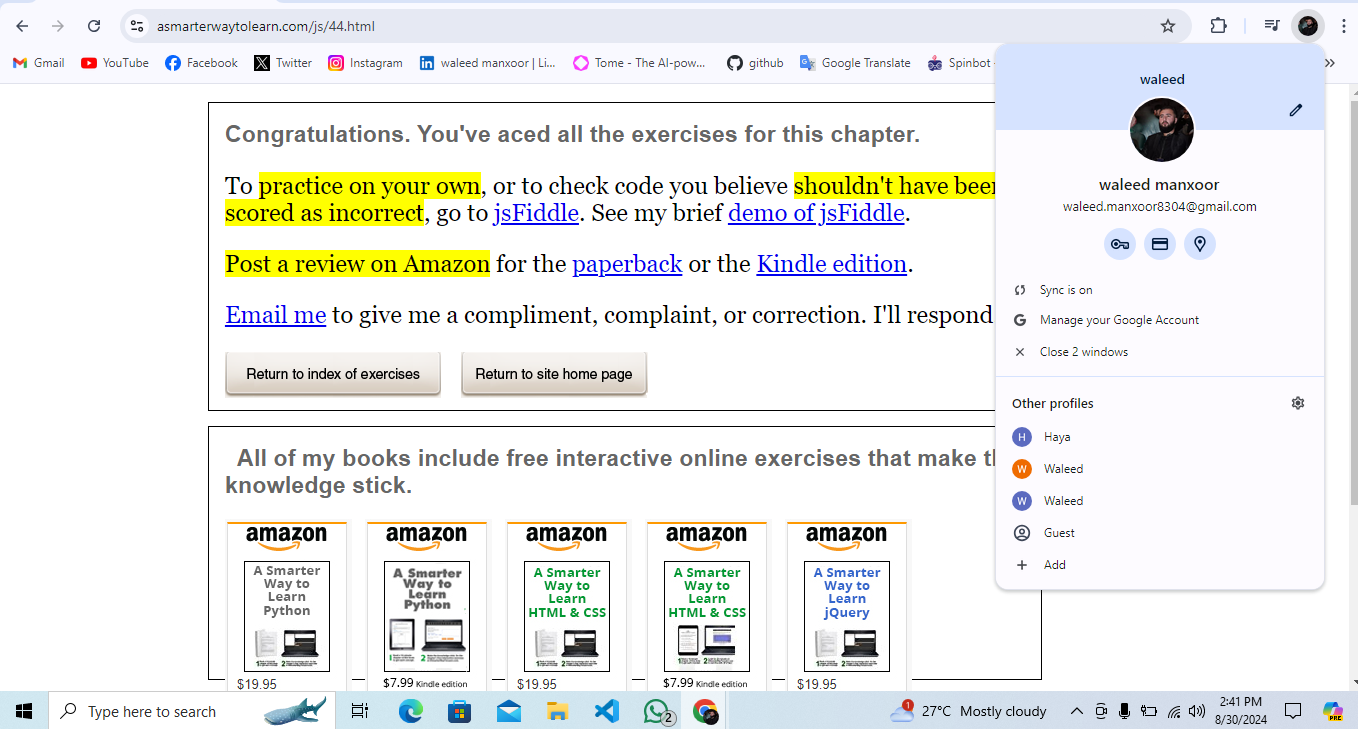 asmarterwaytolearn.com/js/44.html
Gmail
YouTube
Facebook
Twitter
Instagram
waleed manxoor | Li...
Tome - The AI-pow...
github
Google Translate
Spinbot
Congratulations. You've aced all the exercises for this chapter.
To practice on your own, or to check code you believe shouldn't have been
scored as incorrect, go to jsFiddle. See my brief demo of jsFiddle.
Post a review on Amazon for the paperback or the Kindle edition.
Email me to give me a compliment, complaint, or correction. I'll respond
Return to index of exercises
Return to site home page
waleed
waleed manxoor
waleed.manxoor8304@gmail.com
Sync is on
Manage your Google Account
Close 2 windows
Other profiles
H Haya
W Waleed
W Waleed
Guest
Add
All of my books include free interactive online exercises that make th
knowledge stick.
amazon
A Smarter
Way to
Learn
Python
$19.95
amazon
A Smarter
Way to
Learn
Python
$7.99 Kindle edition
amazon
A Smarter
Way to
Learn
HTML & CSS
$19.95
amazon
A Smarter
Way to
Learn
HTML & CSS
$7.99 Kindle edition
amazon
A Smarter
Way to
Learn
jQuery
$19.95
Type here to search
2
1
27°C Mostly cloudy
2:41 PM
8/30/2024
PRE